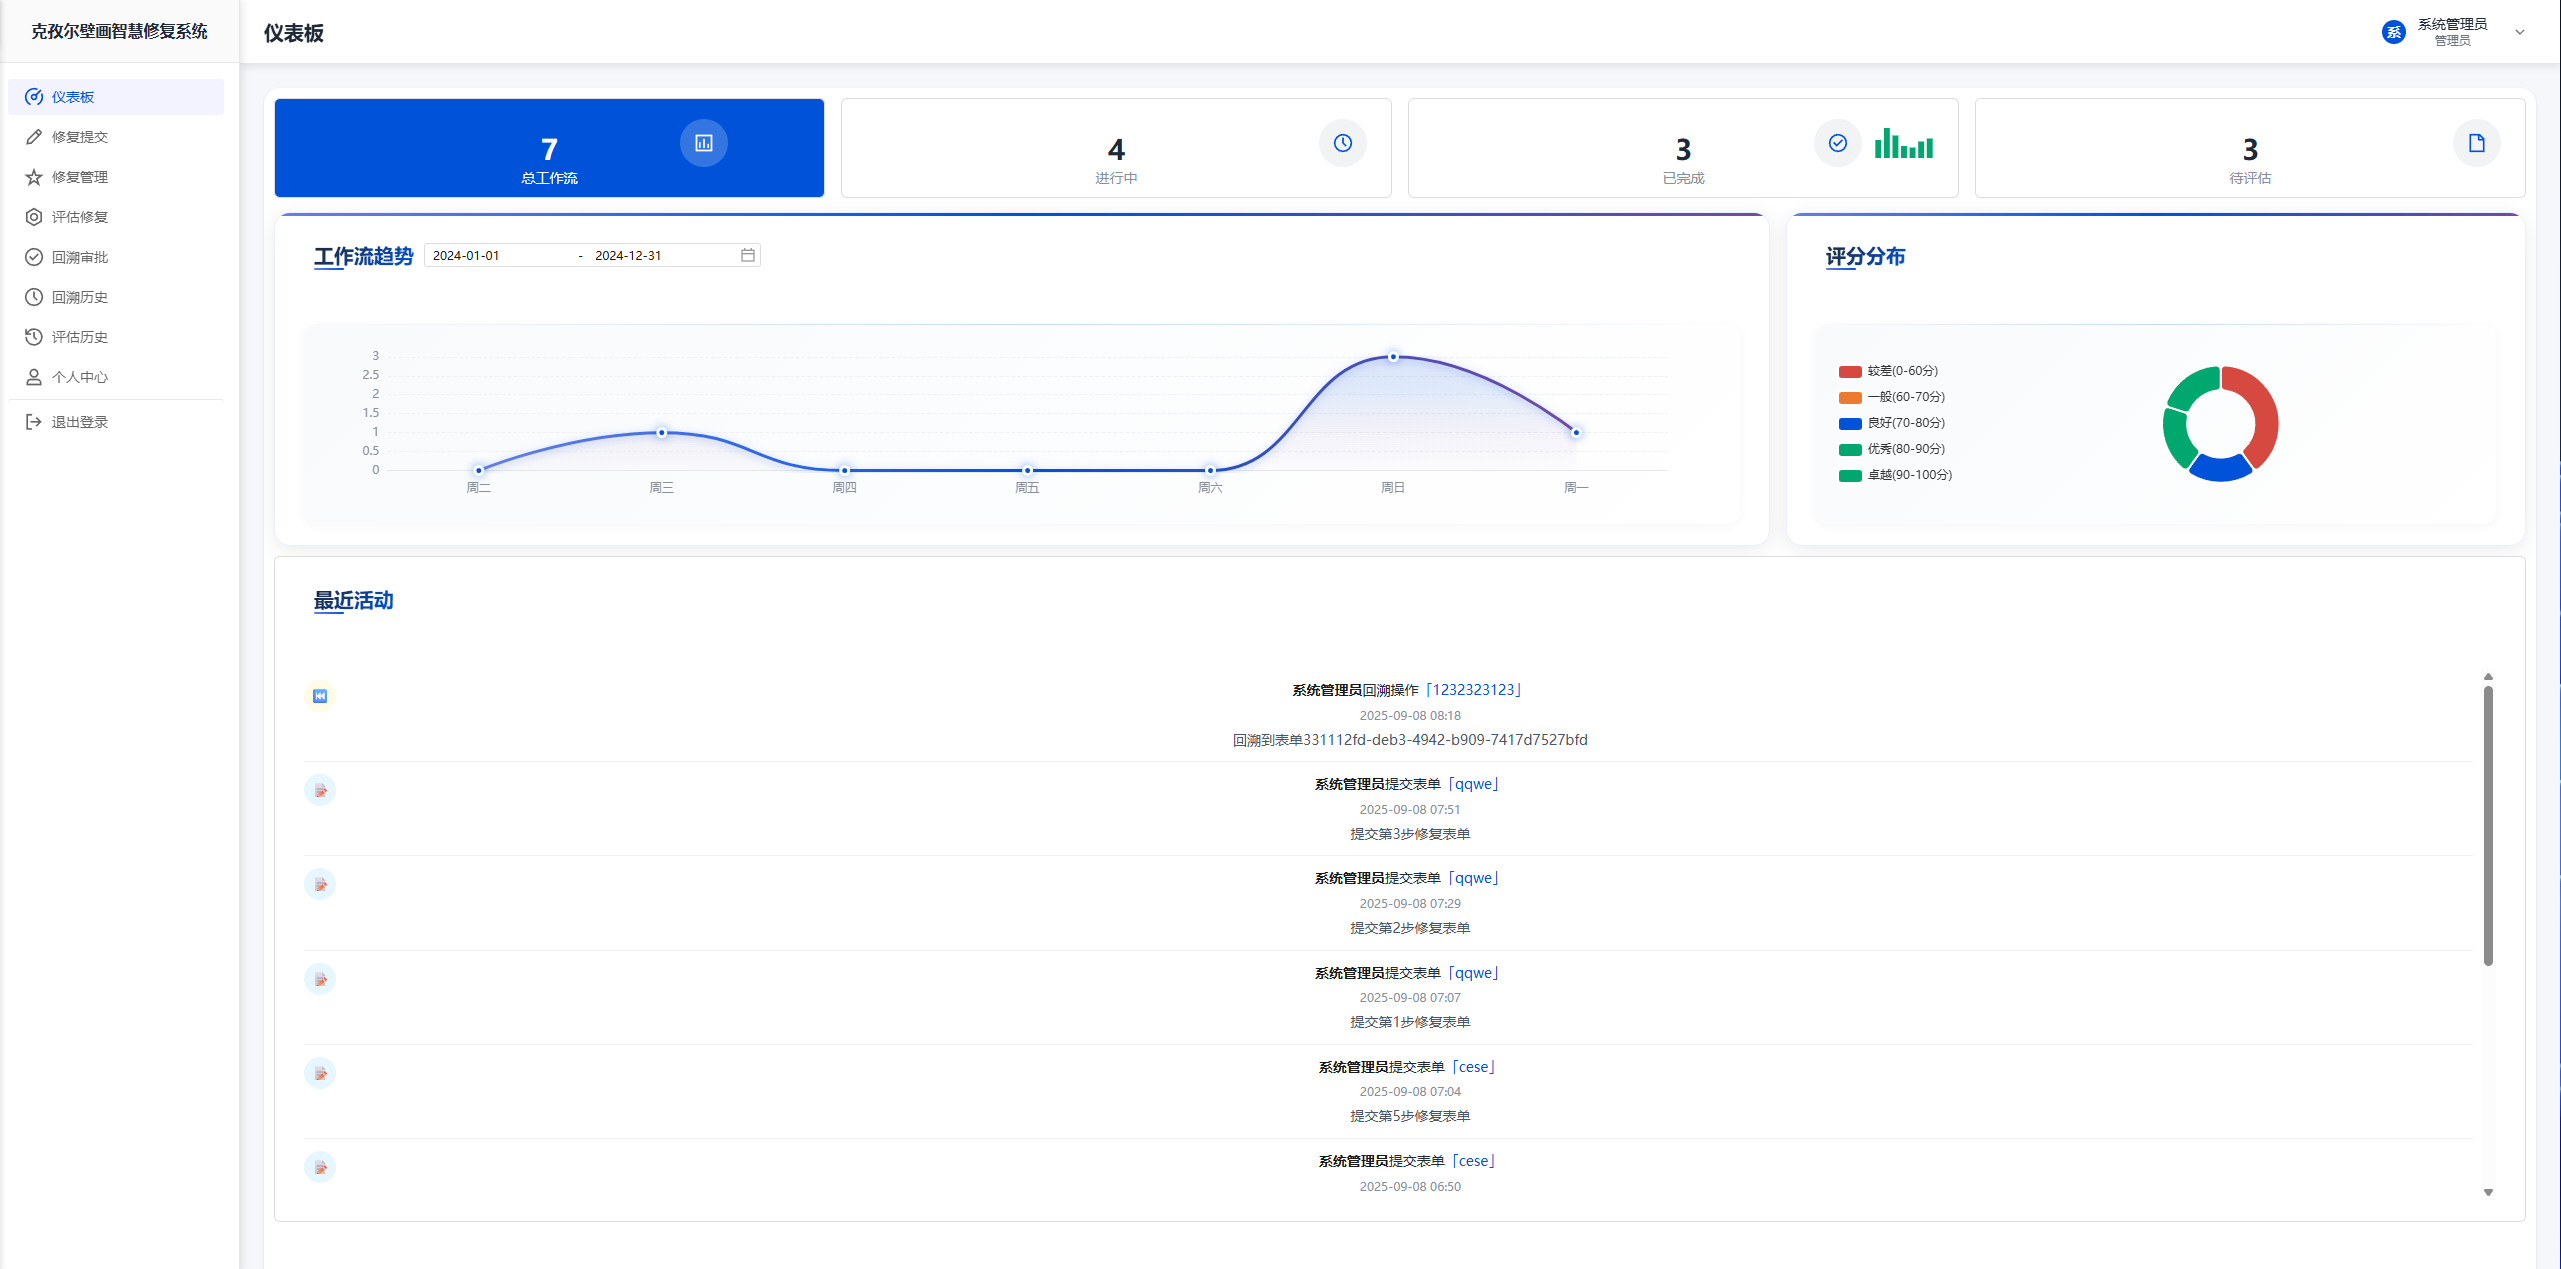 克孜尔壁画智慧修复系统
仪表板
修复提交
修复管理
评估修复
回溯审批
回溯历史
评估历史
个人中心
退出登录
仪表板
系
系统管理员
管理员
7
总工作流
4
进行中
3
已完成
3
待评估
工作流趋势
2024-01-01 - 2024-12-31
3
2.5
2
1.5
1
0.5
0
周二 周三 周四 周五 周六 周日 周一
评分分布
较差(0-60分)
一般(60-70分)
良好(70-80分)
优秀(80-90分)
卓越(90-100分)
最近活动
系统管理员回溯操作「1232323123」
2025-09-08 08:18
回溯到表单331112fd-deb3-4942-b909-7417d7527bfd
系统管理员提交表单「qqwe」
2025-09-08 07:51
提交第3步修复表单
系统管理员提交表单「qqwe」
2025-09-08 07:29
提交第2步修复表单
系统管理员提交表单「qqwe」
2025-09-08 07:07
提交第1步修复表单
系统管理员提交表单「cese」
2025-09-08 07:04
提交第5步修复表单
系统管理员提交表单「cese」
2025-09-08 06:50